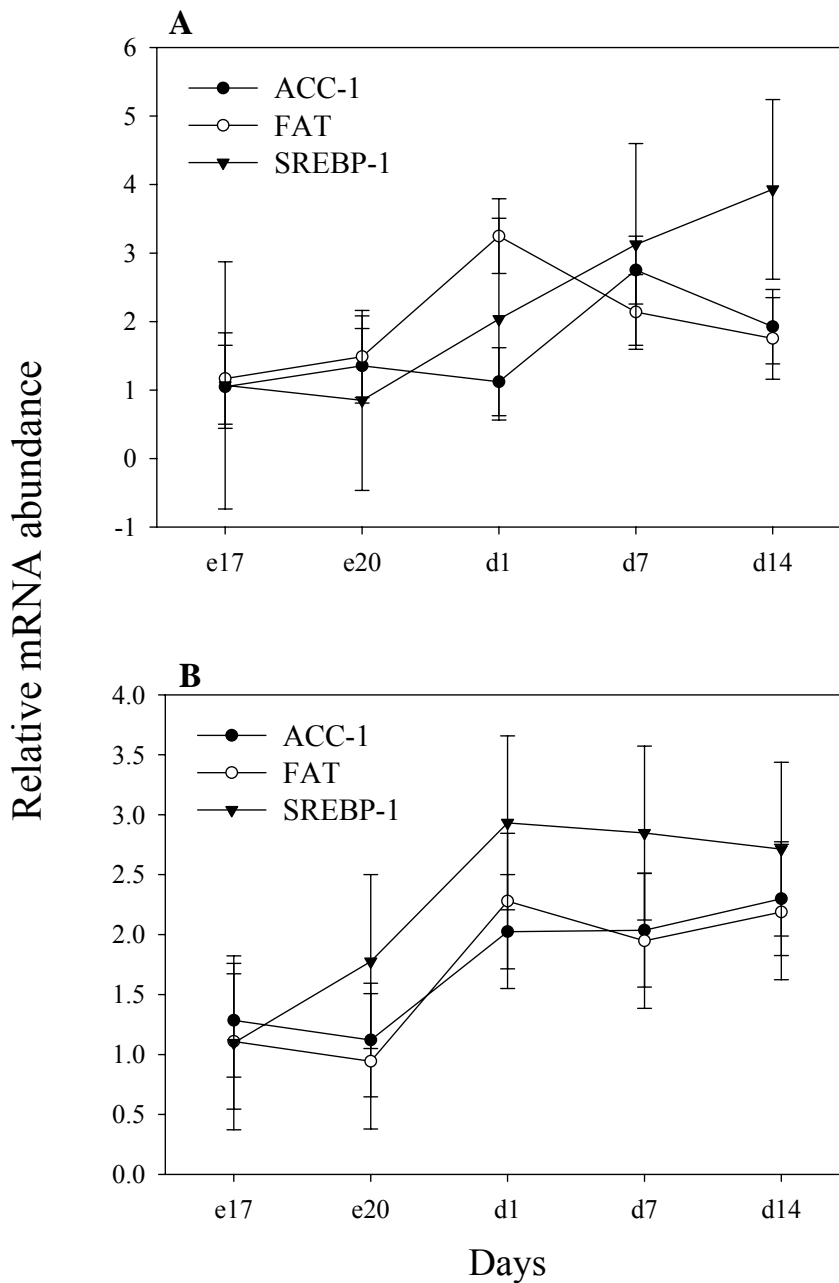 A
6
5
4
3
2
1
0
-1
ACC-1
FAT
SREBP-1
e17 e20 d1 d7 d14
Relative mRNA abundance
B
4.0
3.5
3.0
2.5
2.0
1.5
1.0
0.5
0.0
ACC-1
FAT
SREBP-1
e17 e20 d1 d7 d14
Days